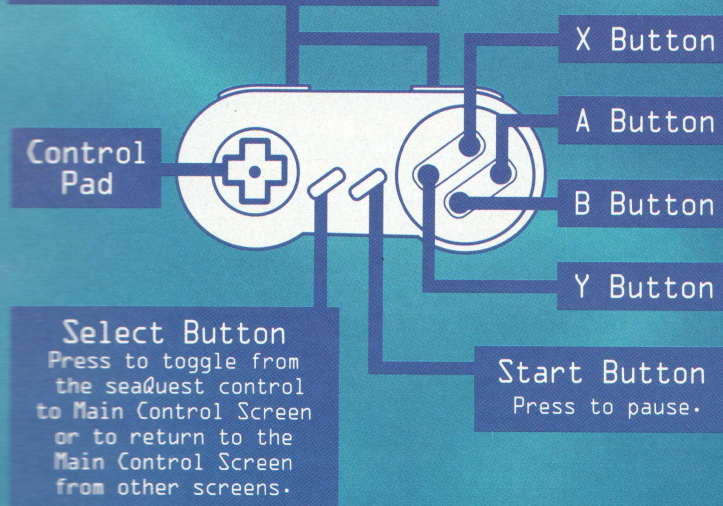 X Button
A Button
Control
Pad
B Button
Y Button
Select Button
Press to toggle from
the seaQuest control
to Main Control Screen
or to return to the
Main Control Screen
from other screens.
Start Button
Press to pause.